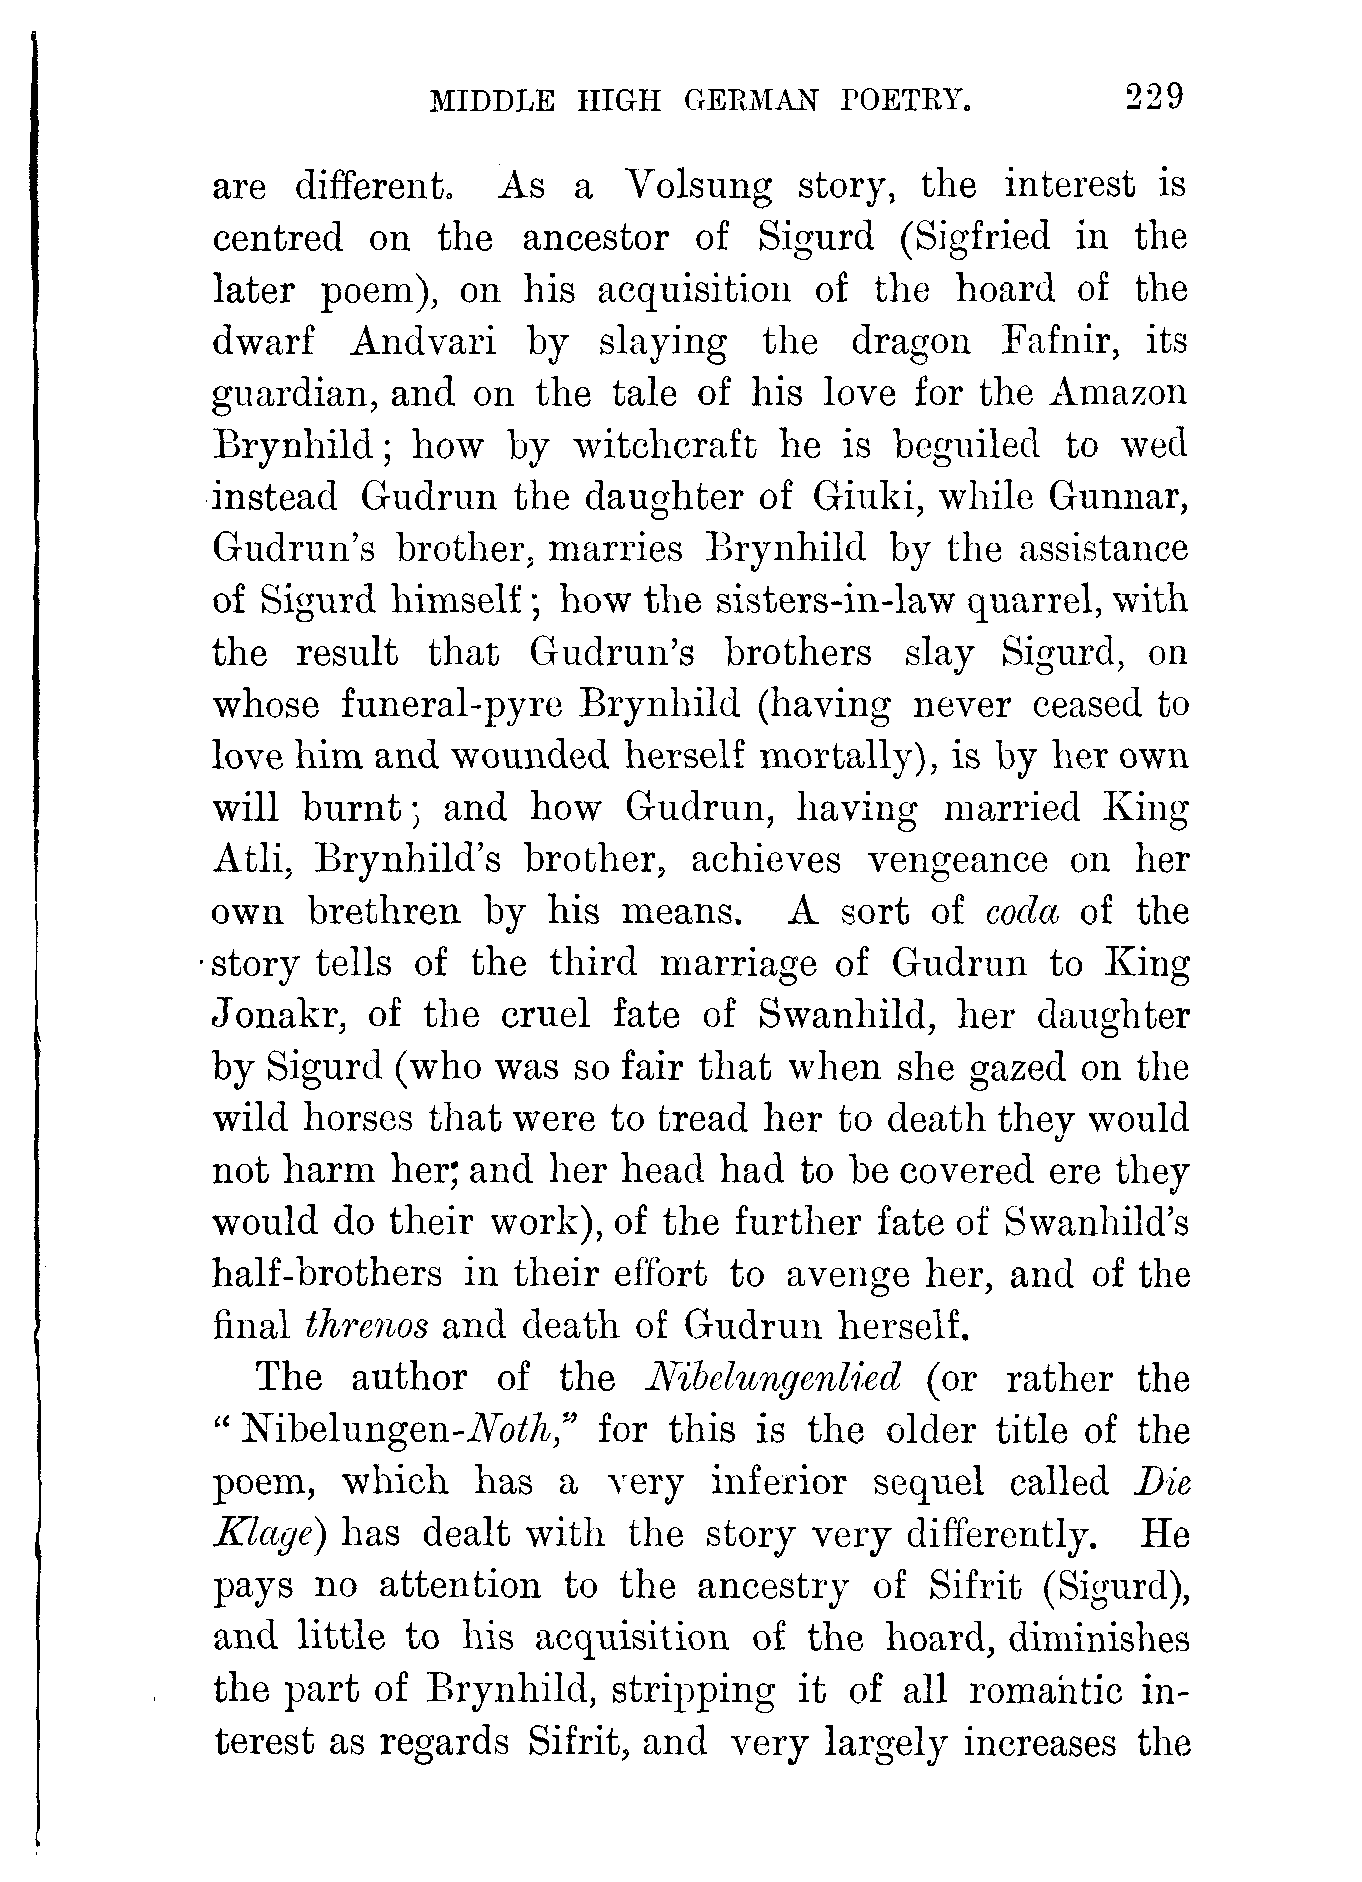 MIDDLE HIGH GERMAN POETRY. 229
are different. As a Volsung story, the interest is
centred on the ancestor of Sigurd (Sigfried in the
later poem), on his acquisition of the hoard of the
dwarf Andvari by slaying the dragon Fafnir, its
guardian, and on the tale of his love for the Amazon
Brynhild; how by witchcraft he is beguiled to wed
instead Gudrun the daughter of Giuki, while Gunnar,
Gudrun's brother, marries Brynhild by the assistance
of Sigurd himself; how the sisters-in-law quarrel, with
the result that Gudrun's brothers slay Sigurd, on
whose funeral-pyre Brynhild (having never ceased to
love him and wounded herself mortally), is by her own
will burnt; and how Gudrun, having married King
Atli, Brynhild's brother, achieves vengeance on her
own brethren by his means. A sort of coda of the
story tells of the third marriage of Gudrun to King
Jonakr, of the cruel fate of Swanhild, her daughter
by Sigurd (who was so fair that when she gazed on the
wild horses that were to tread her to death they would
not harm her; and her head had to be covered ere they
would do their work), of the further fate of Swanhild's
half-brothers in their effort to avenge her, and of the
final threnos and death of Gudrun herself.
The author of the Nibelungenlied (or rather the
"Nibelungen-Noth," for this is the older title of the
poem, which has a very inferior sequel called Die
Klage) has dealt with the story very differently. He
pays no attention to the ancestry of Sifrit (Sigurd),
and little to his acquisition of the hoard, diminishes
the part of Brynhild, stripping it of all romantic in-
terest as regards Sifrit, and very largely increases the